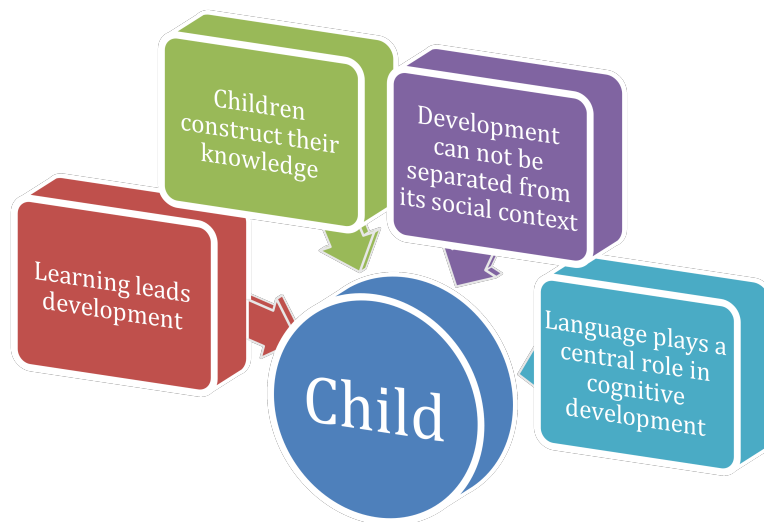 Children
construct their
knowledge
Development
can not be
separated from
its social context
Learning leads
development
Language plays a
central role in
cognitive
development
Child